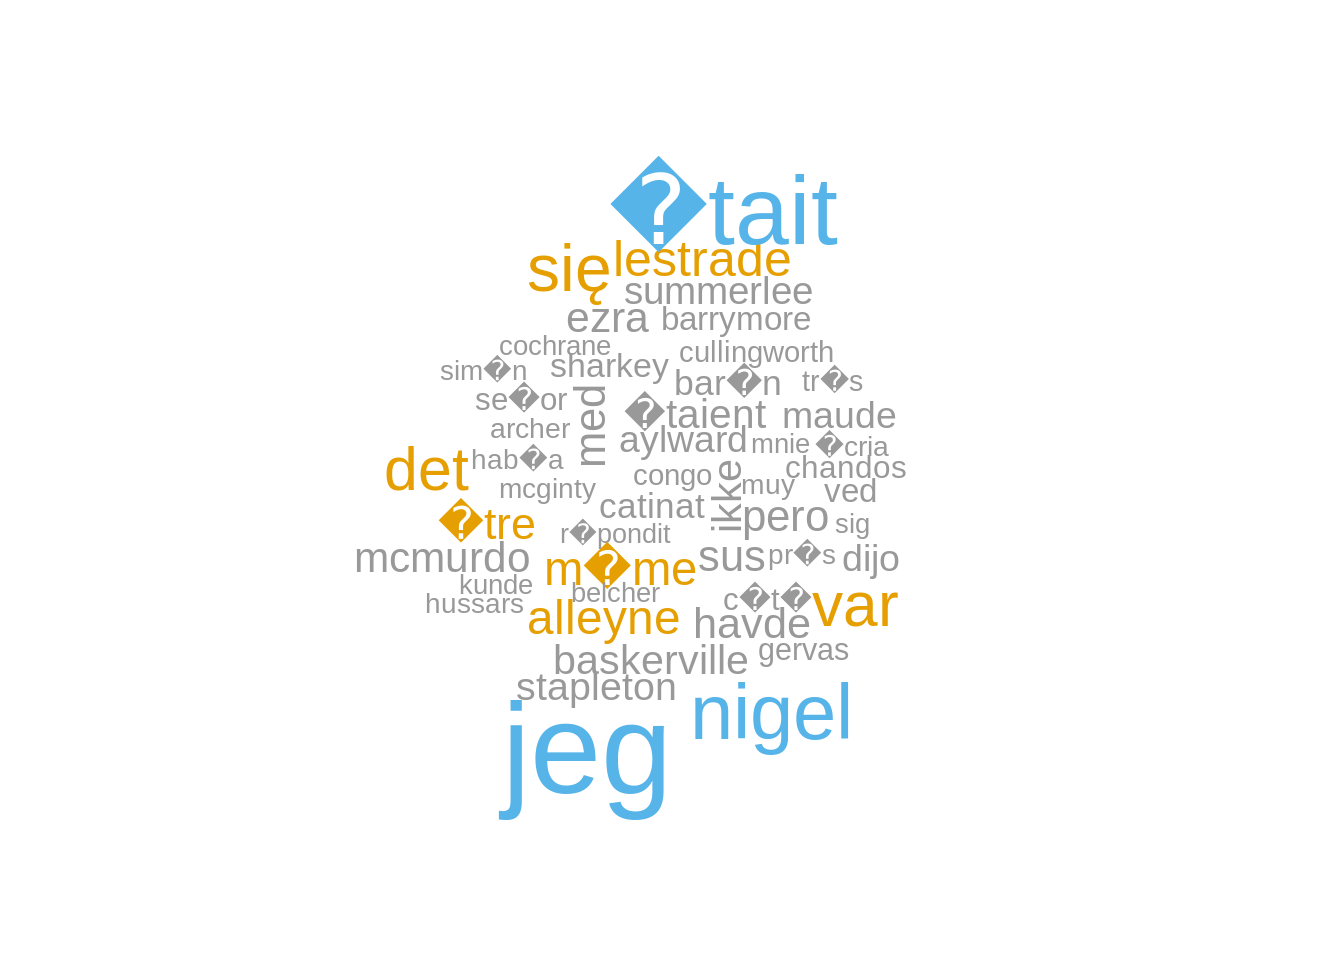 �tait
się lestrade
summerlee
ezra barrymore
cochrane cullingworth
sim�n sharkey
bar�n tr�s
se�or med �taient maude
archer aylward mnie �cria
det hab�a congo chandos
mcginty ikke muy ved
catinat pero sig
�tre r�pondit
mcmurdo m�me sus pr�s dijo
kunde belcher
hussars c�t� var
alleyne havde
baskerville gervas
stapleton
jeg nigel